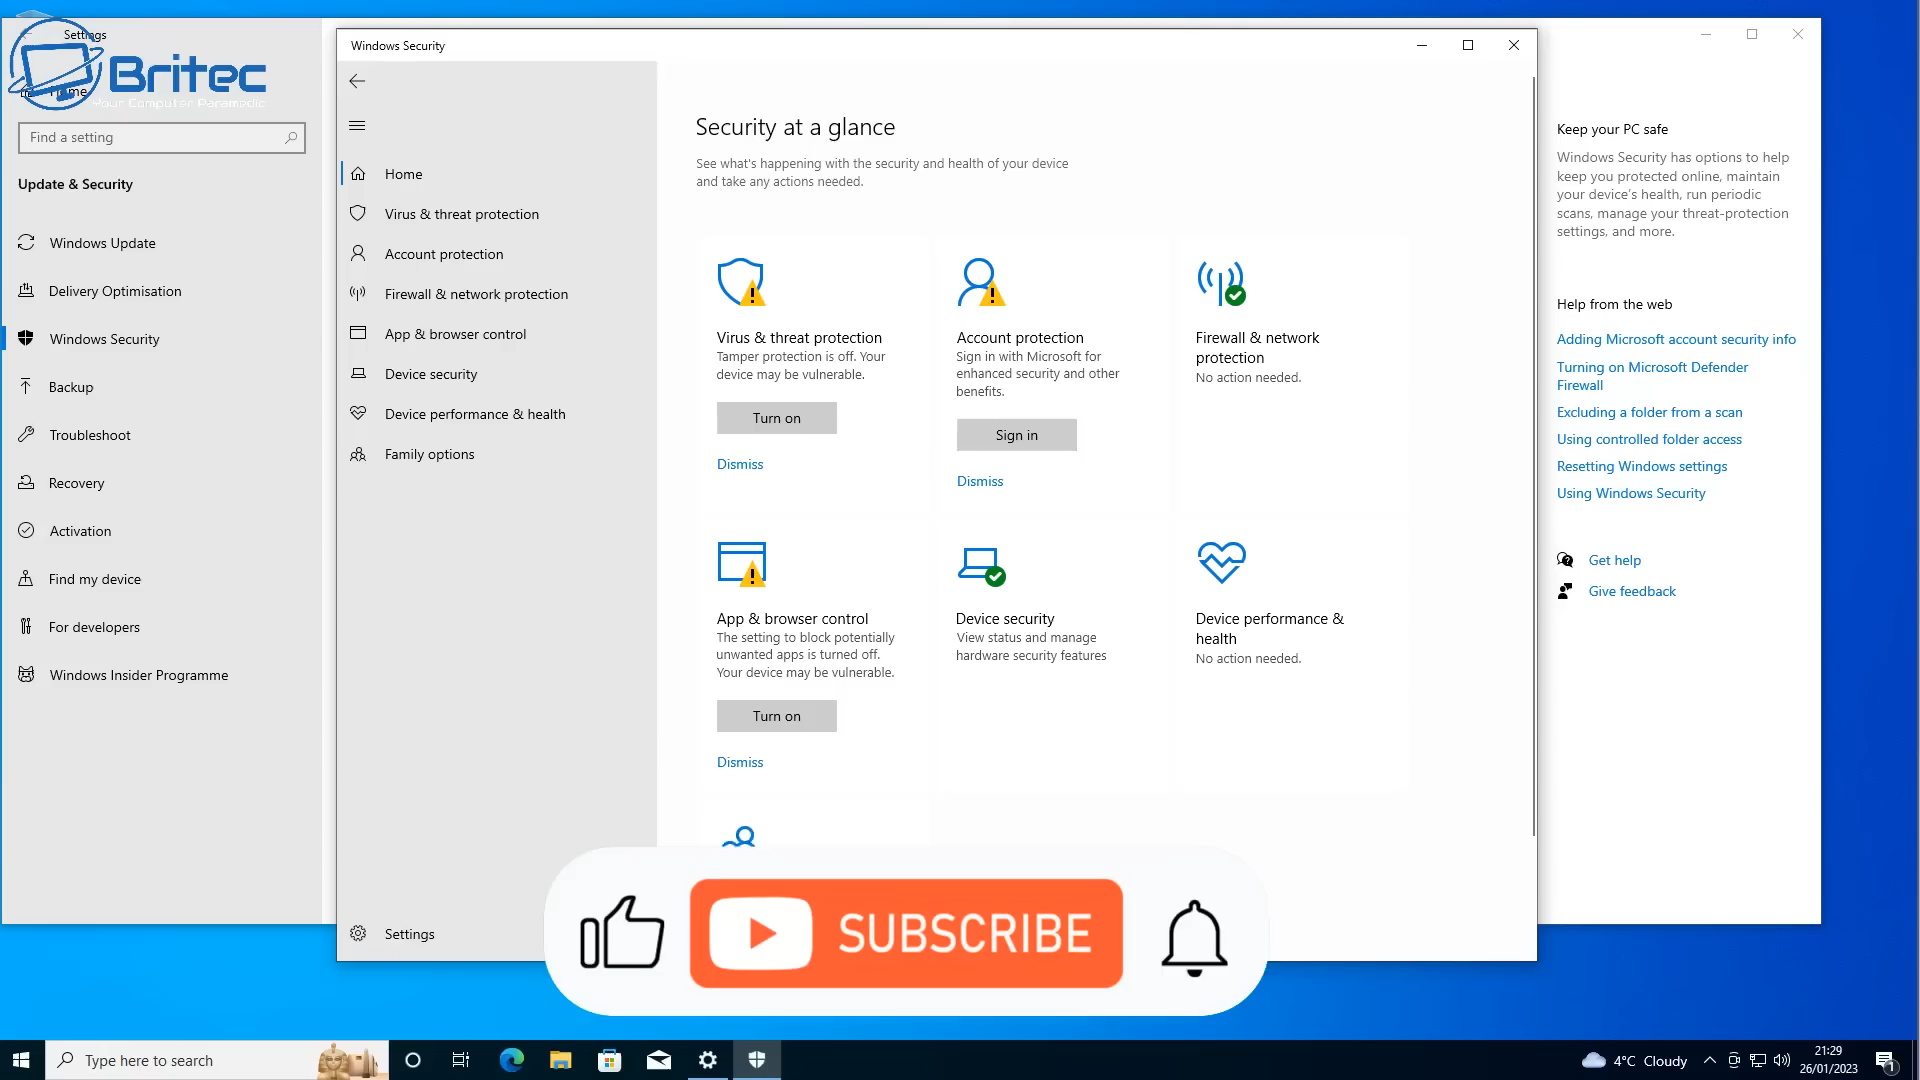 Settings
Britec
Your Computer Paramedic
Home
Find a setting
Update & Security
Windows Update
Delivery Optimisation
Windows Security
Backup
Troubleshoot
Recovery
Activation
Find my device
For developers
Windows Insider Programme
Windows Security
Home
Virus & threat protection
Account protection
Firewall & network protection
App & browser control
Device security
Device performance & health
Family options
Settings
Security at a glance
See what's happening with the security and health of your device
and take any actions needed.
Virus & threat protection
Tamper protection is off. Your
device may be vulnerable.
Turn on
Dismiss
Account protection
Sign in with Microsoft for
enhanced security and other
benefits.
Sign in
Dismiss
Firewall & network
protection
No action needed.
App & browser control
The setting to block potentially
unwanted apps is turned off.
Your device may be vulnerable.
Turn on
Dismiss
Device security
View status and manage
hardware security features
Device performance &
health
No action needed.
Keep your PC safe
Windows Security has options to help
keep you protected online, maintain
your device's health, run periodic
scans, manage your threat-protection
settings, and more.
Help from the web
Adding Microsoft account security info
Turning on Microsoft Defender
Firewall
Excluding a folder from a scan
Using controlled folder access
Resetting Windows settings
Using Windows Security
Get help
Give feedback
SUBSCRIBE
Type here to search
4°C Cloudy
21:29
26/01/2023
1